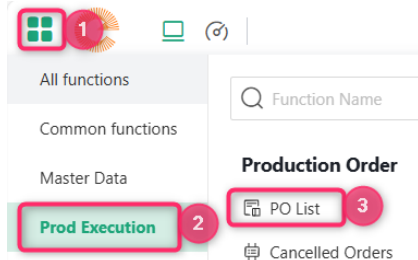 1
All functions
Function Name
Common functions
Production Order
Master Data
PO List 3
Prod Execution 2
Cancelled Orders